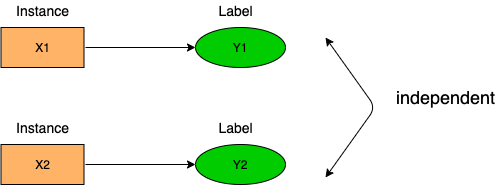 Instance
Label
X1
Y1
independent
Instance
Label
X2
Y2